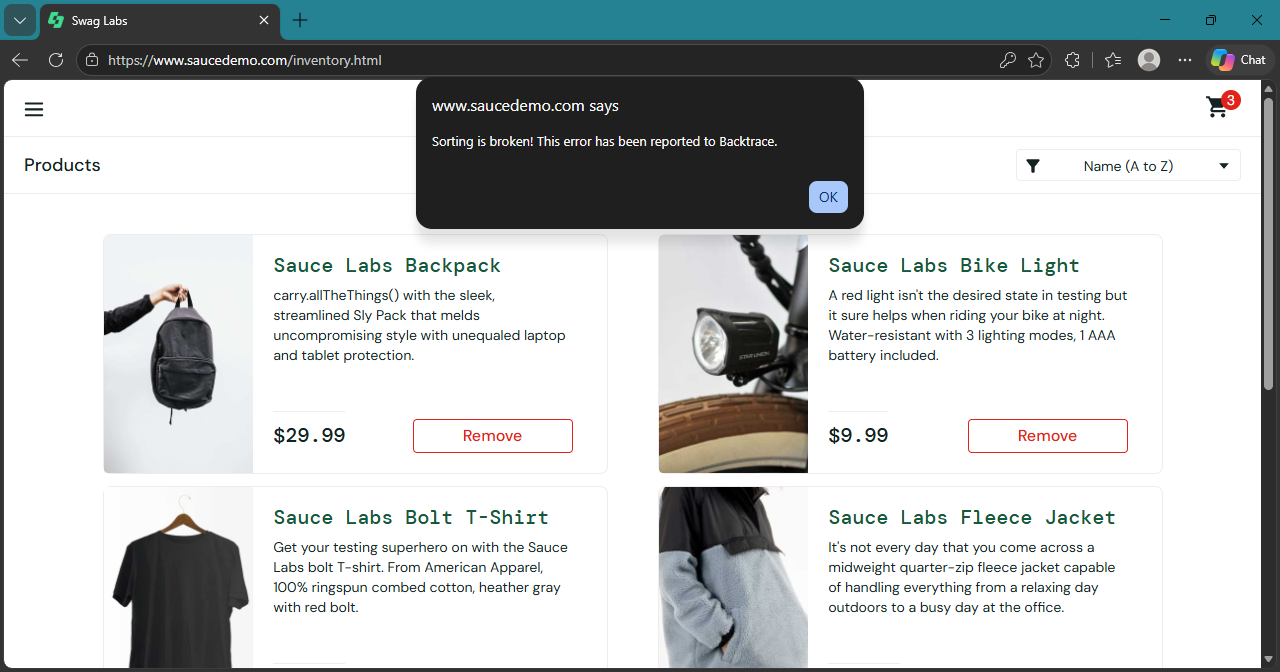 Swag Labs
https://www.saucedemo.com/inventory.html
Chat
www.saucedemo.com says
Sorting is broken! This error has been reported to Backtrace.
OK
3
Products
Name (A to Z)
Sauce Labs Backpack
carry.allTheThings() with the sleek,
streamlined Sly Pack that melds
uncompromising style with unequaled laptop
and tablet protection.
$29.99
Remove
Sauce Labs Bike Light
A red light isn't the desired state in testing but
it sure helps when riding your bike at night.
Water-resistant with 3 lighting modes, 1 AAA
battery included.
STAR UNION
$9.99
Remove
Sauce Labs Bolt T-Shirt
Get your testing superhero on with the Sauce
Labs bolt T-shirt. From American Apparel,
100% ringspun combed cotton, heather gray
with red bolt.
Sauce Labs Fleece Jacket
It's not every day that you come across a
midweight quarter-zip fleece jacket capable
of handling everything from a relaxing day
outdoors to a busy day at the office.